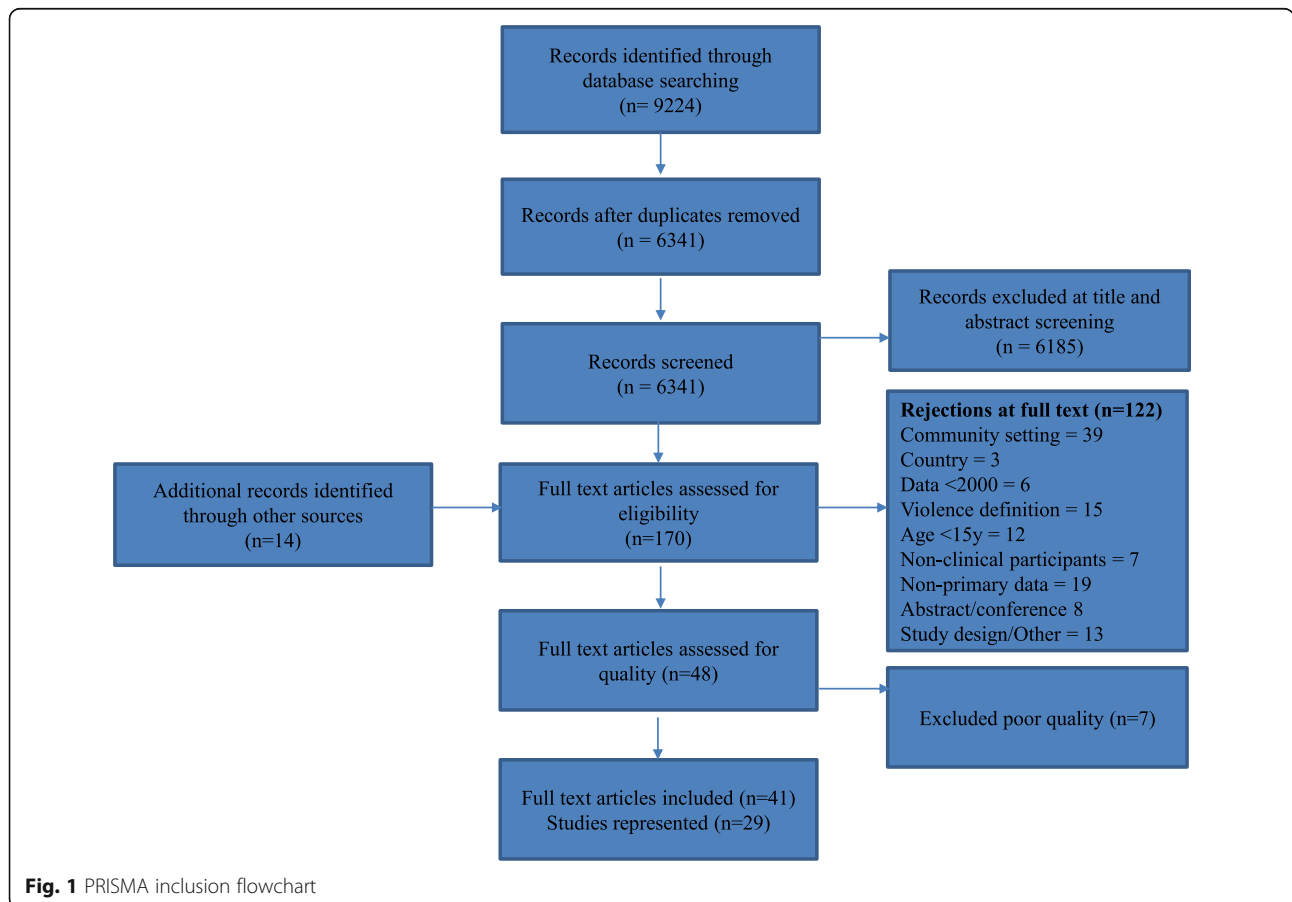 Records identified through
database searching
(n= 9224)
Records after duplicates removed
(n = 6341)
Records excluded at title and
abstract screening
(n = 6185)
Records screened
(n = 6341)
Rejections at full text (n=122)
Community setting = 39
Country = 3
Data <2000 = 6
Violence definition = 15
Age <15y = 12
Non-clinical participants = 7
Non-primary data = 19
Abstract/conference 8
Study design/Other = 13
Additional records identified
through other sources
(n=14)
Full text articles assessed for
eligibility
(n=170)
Full text articles assessed for
quality (n=48)
Excluded poor quality (n=7)
Full text articles included (n=41)
Studies represented (n=29)
Fig. 1 PRISMA inclusion flowchart